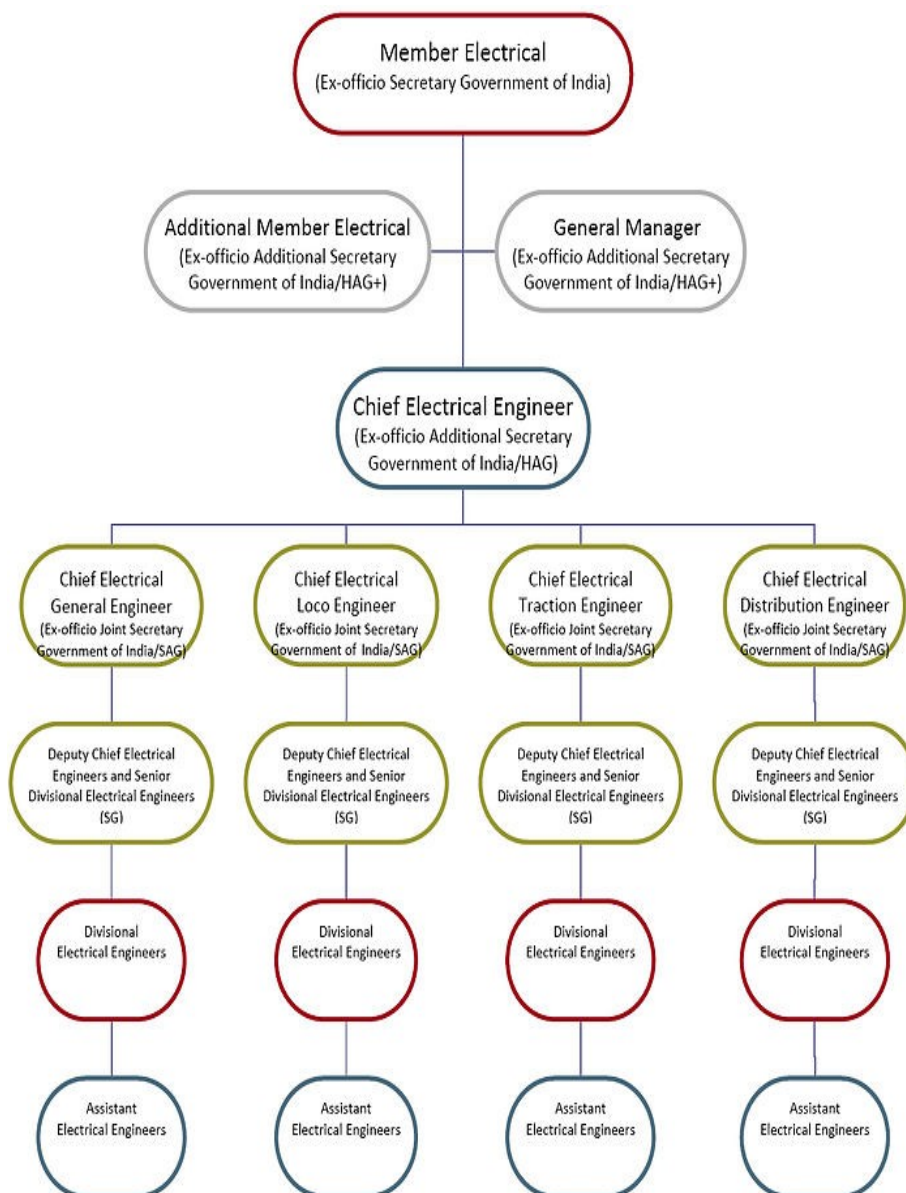 Member Electrical
(Ex-officio Secretary Government of India)
Additional Member Electrical
(Ex-officio Additional Secretary
Government of India/HAG+)
General Manager
(Ex-officio Additional Secretary
Government of India/HAG+)
Chief Electrical Engineer
(Ex-officio Additional Secretary
Government of India/HAG)
Chief Electrical
General Engineer
(Ex-officio Joint Secretary
Government of India/SAG)
Chief Electrical
Loco Engineer
(Ex-officio Joint Secretary
Government of India/SAG)
Chief Electrical
Traction Engineer
(Ex-officio Joint Secretary
Government of India/SAG)
Chief Electrical
Distribution Engineer
(Ex-officio Joint Secretary
Government of India/SAG)
Deputy Chief Electrical
Engineers and Senior
Divisional Electrical Engineers
(SG)
Deputy Chief Electrical
Engineers and Senior
Divisional Electrical Engineers
(SG)
Deputy Chief Electrical
Engineers and Senior
Divisional Electrical Engineers
(SG)
Deputy Chief Electrical
Engineers and Senior
Divisional Electrical Engineers
(SG)
Divisional
Electrical Engineers
Divisional
Electrical Engineers
Divisional
Electrical Engineers
Divisional
Electrical Engineers
Assistant
Electrical Engineers
Assistant
Electrical Engineers
Assistant
Electrical Engineers
Assistant
Electrical Engineers